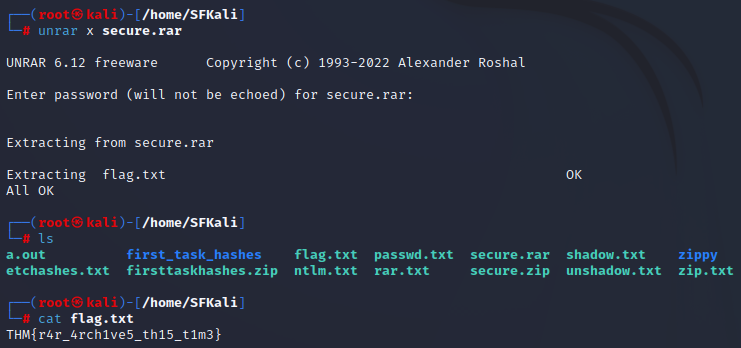 ┌──(root㉿kali)-[/home/SFKali]
└─# unrar x secure.rar
UNRAR 6.12 freeware      Copyright (c) 1993-2022 Alexander Roshal
Enter password (will not be echoed) for secure.rar:
Extracting from secure.rar
Extracting  flag.txt                                                  OK
All OK
┌──(root㉿kali)-[/home/SFKali]
└─# ls
a.out          first_task_hashes    flag.txt  passwd.txt  secure.rar  shadow.txt    zippy
etchashes.txt  firsttaskhashes.zip  ntlm.txt  rar.txt     secure.zip  unshadow.txt  zip.txt
┌──(root㉿kali)-[/home/SFKali]
└─# cat flag.txt
THM{r4r_4rch1ve5_th15_t1m3}